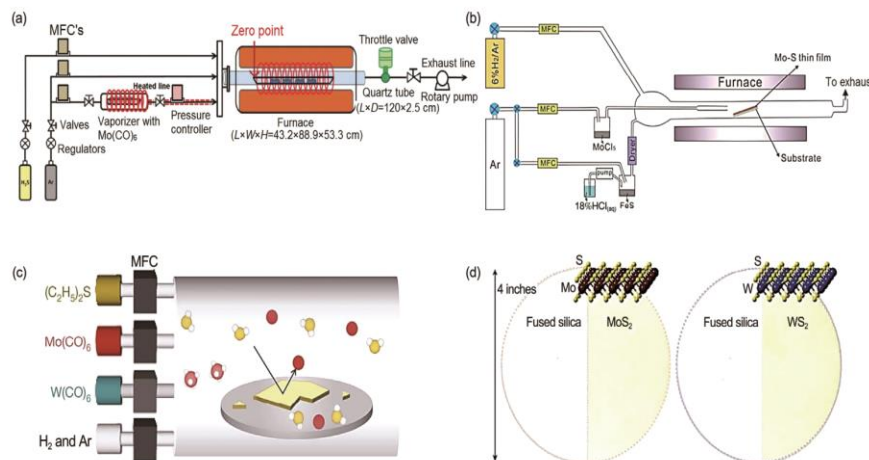 (a)
MFC's
Zero point
Throttle valve
Exhaust line
Rotary pump
Quartz tube
(L×D=120×2.5 cm)
Heated line
Pressure
controller
Vaporizer with
Mo(CO)6
Furnace
(L×W×H=43.2×88.9×53.3 cm)
Valves
Regulators
H2S
Ar
(b)
6%H2/Ar
MFC
Mo-S thin film
Furnace
To exhaust
MFC
MoCl5
Dryer
Substrate
Ar
MFC
pump
18%HCl(aq)
FeS
(c)
MFC
(C2H5)2S
Mo(CO)6
W(CO)6
H2 and Ar
(d)
4 inches
S
Mo
Fused silica
MoS2
S
W
Fused silica
WS2